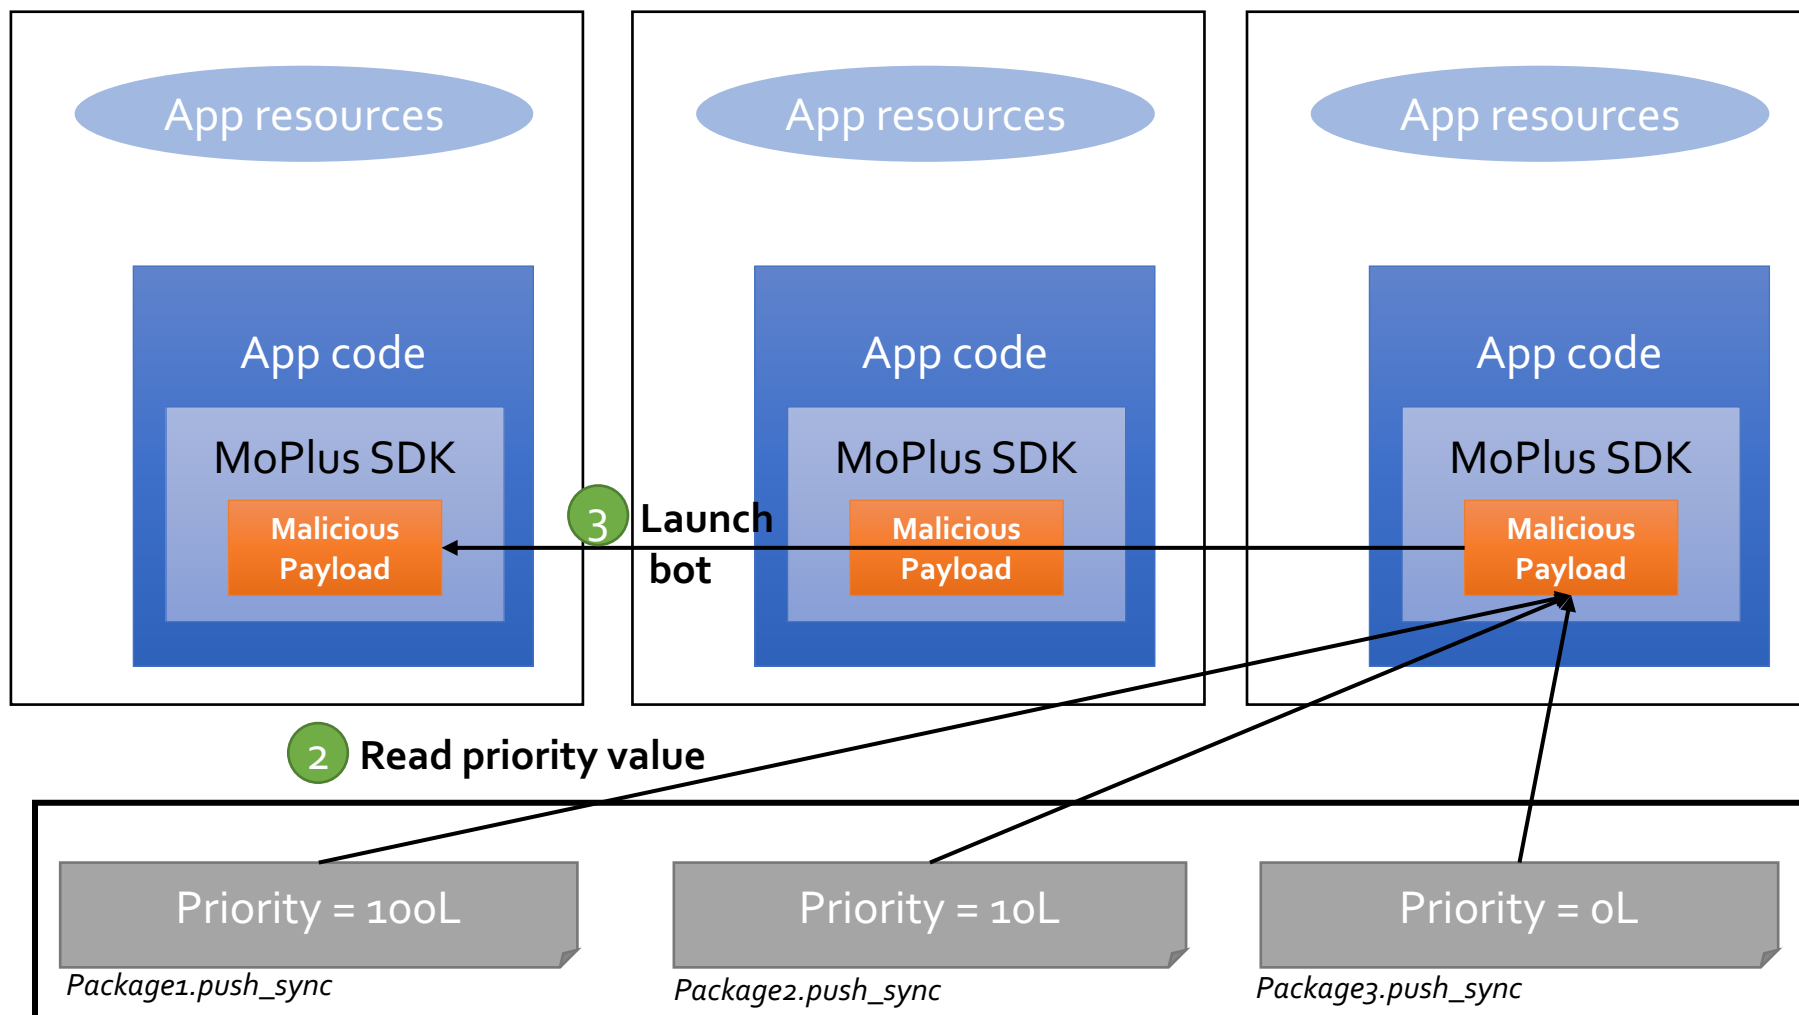 App resources
App resources
App resources
App code
App code
App code
MoPlus SDK
MoPlus SDK
MoPlus SDK
Malicious
Payload
3
Launch
bot
Malicious
Payload
Malicious
Payload
2
Read priority value
Priority = 100L
Priority = 10L
Priority = 0L
Package1.push_sync
Package2.push_sync
Package3.push_sync